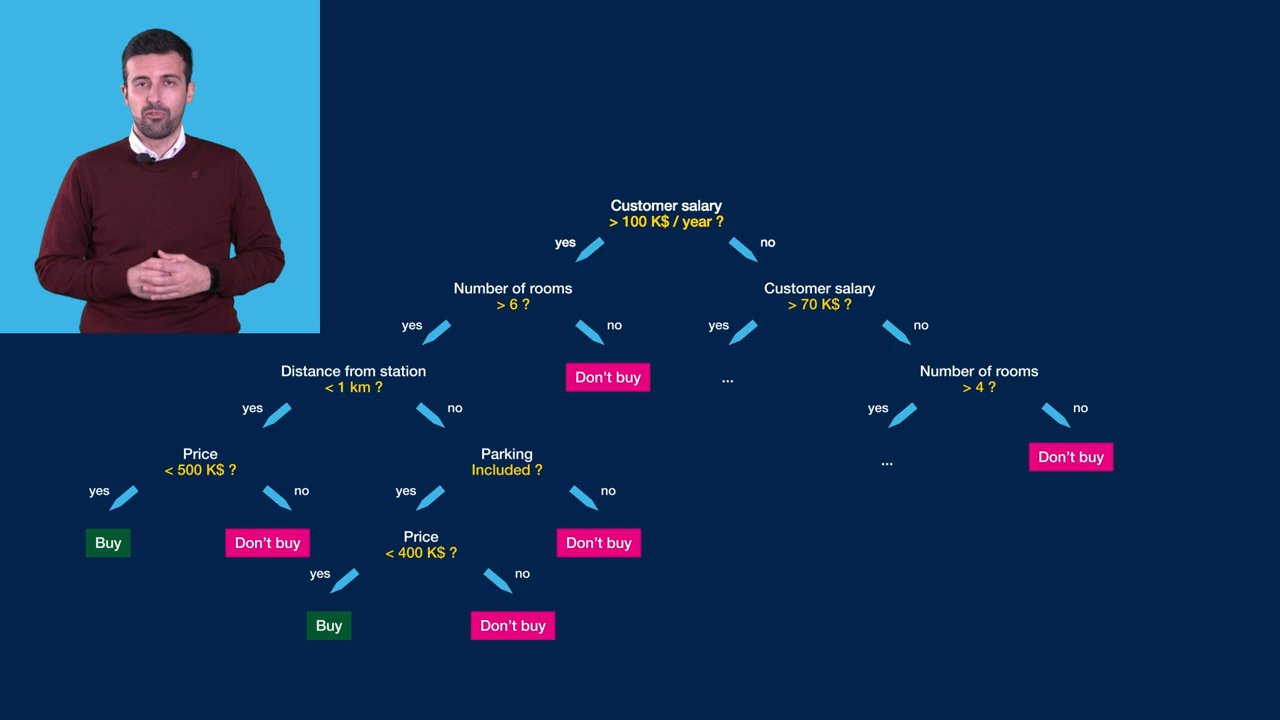 Customer salary
> 100 K$ / year ?
yes
no
Number of rooms
> 6 ?
Customer salary
> 70 K$ ?
yes
no
yes
no
Distance from station
< 1 km ?
Don't buy
...
Number of rooms
> 4 ?
yes
no
yes
no
Price
< 500 K$ ?
Parking
Included ?
...
Don't buy
yes
no
yes
no
Buy
Don't buy
Price
< 400 K$ ?
Don't buy
yes
no
Buy
Don't buy